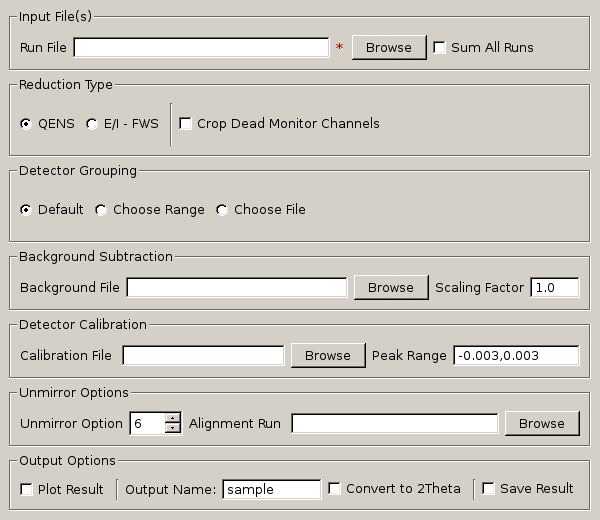 Input File(s)
Run File * Browse Sum All Runs
Reduction Type
QENS E/I - FWS Crop Dead Monitor Channels
Detector Grouping
Default Choose Range Choose File
Background Subtraction
Background File Browse Scaling Factor 1.0
Detector Calibration
Calibration File Browse Peak Range -0.003,0.003
Unmirror Options
Unmirror Option 6 Alignment Run Browse
Output Options
Plot Result Output Name: sample Convert to 2Theta Save Result